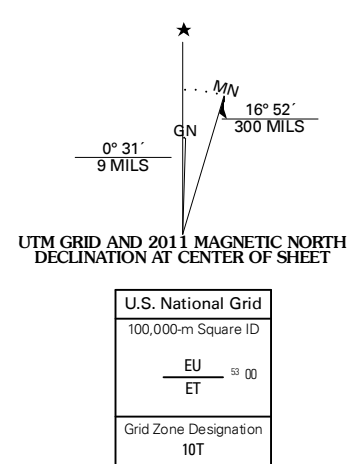 ★
MN
GN
16° 52´
300 MILS
0° 31´
9 MILS
UTM GRID AND 2011 MAGNETIC NORTH
DECLINATION AT CENTER OF SHEET
U.S. National Grid
100,000-m Square ID
EU
53 00
ET
Grid Zone Designation
10T